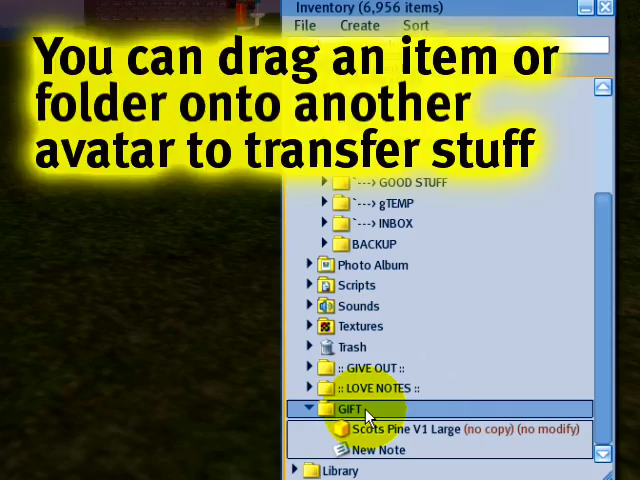 Inventory (6,956 items)
File Create Sort
You can drag an item or
folder onto another
avatar to transfer stuff
`---> GOOD STUFF
`---> gTEMP
`---> INBOX
BACKUP
Photo Album
Scripts
Sounds
Textures
Trash
:: GIVE OUT ::
:: LOVE NOTES ::
GIFT
Scots Pine V1 Large (no copy) (no modify)
New Note
Library